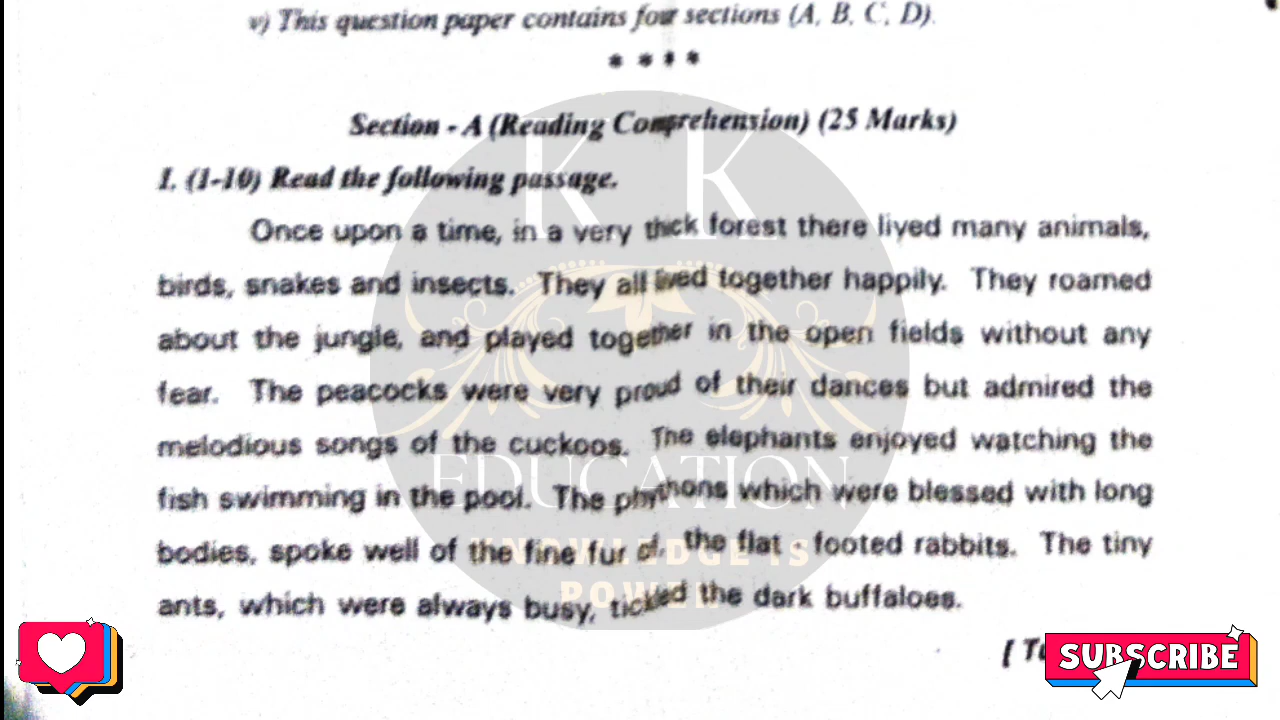 v) This question paper contains four sections (A, B, C, D).
* * * *
Section - A (Reading Comprehension) (25 Marks)
I. (1-10) Read the following passage.
Once upon a time, in a very thick forest there lived many animals,
birds, snakes and insects. They all lived together happily. They roamed
about the jungle, and played together in the open fields without any
fear. The peacocks were very proud of their dances but admired the
melodious songs of the cuckoos. The elephants enjoyed watching the
fish swimming in the pool. The phythons which were blessed with long
bodies, spoke well of the fine fur of the flat - footed rabbits. The tiny
ants, which were always busy, tickled the dark buffaloes.
[
SUBSCRIBE
K K
EDUCATION
KNOWLEDGE IS
POWER